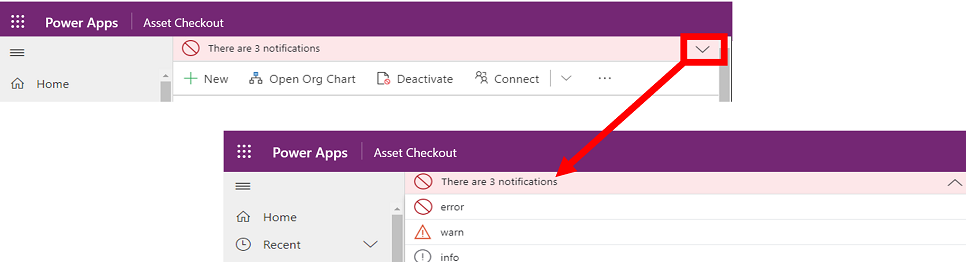 Power Apps Asset Checkout
There are 3 notifications
Home
New Open Org Chart Deactivate Connect ...
Power Apps Asset Checkout
There are 3 notifications
error
Home
warn
Recent
info